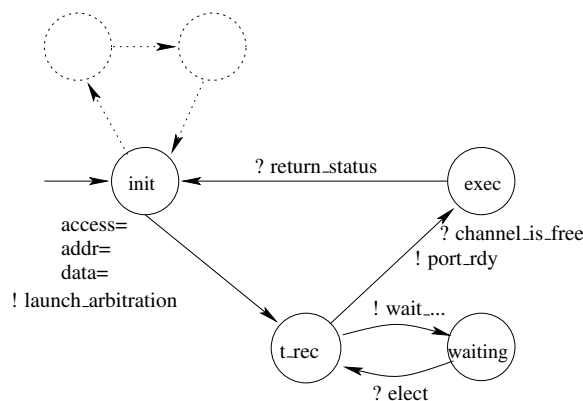 ? return_status
init
exec
access=
addr=
data=
! launch_arbitration
? channel_is_free
! port_rdy
! wait_...
t_rec
waiting
? elect